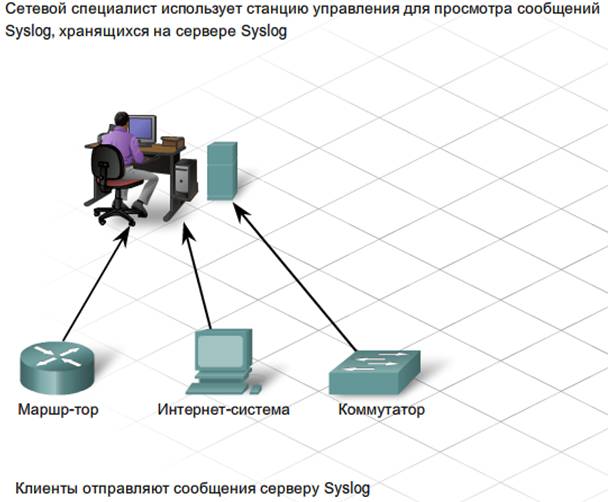 Сетевой специалист использует станцию управления для просмотра сообщений
Syslog, хранящихся на сервере Syslog
Маршр-тор
Интернет-система
Коммутатор
Клиенты отправляют сообщения серверу Syslog